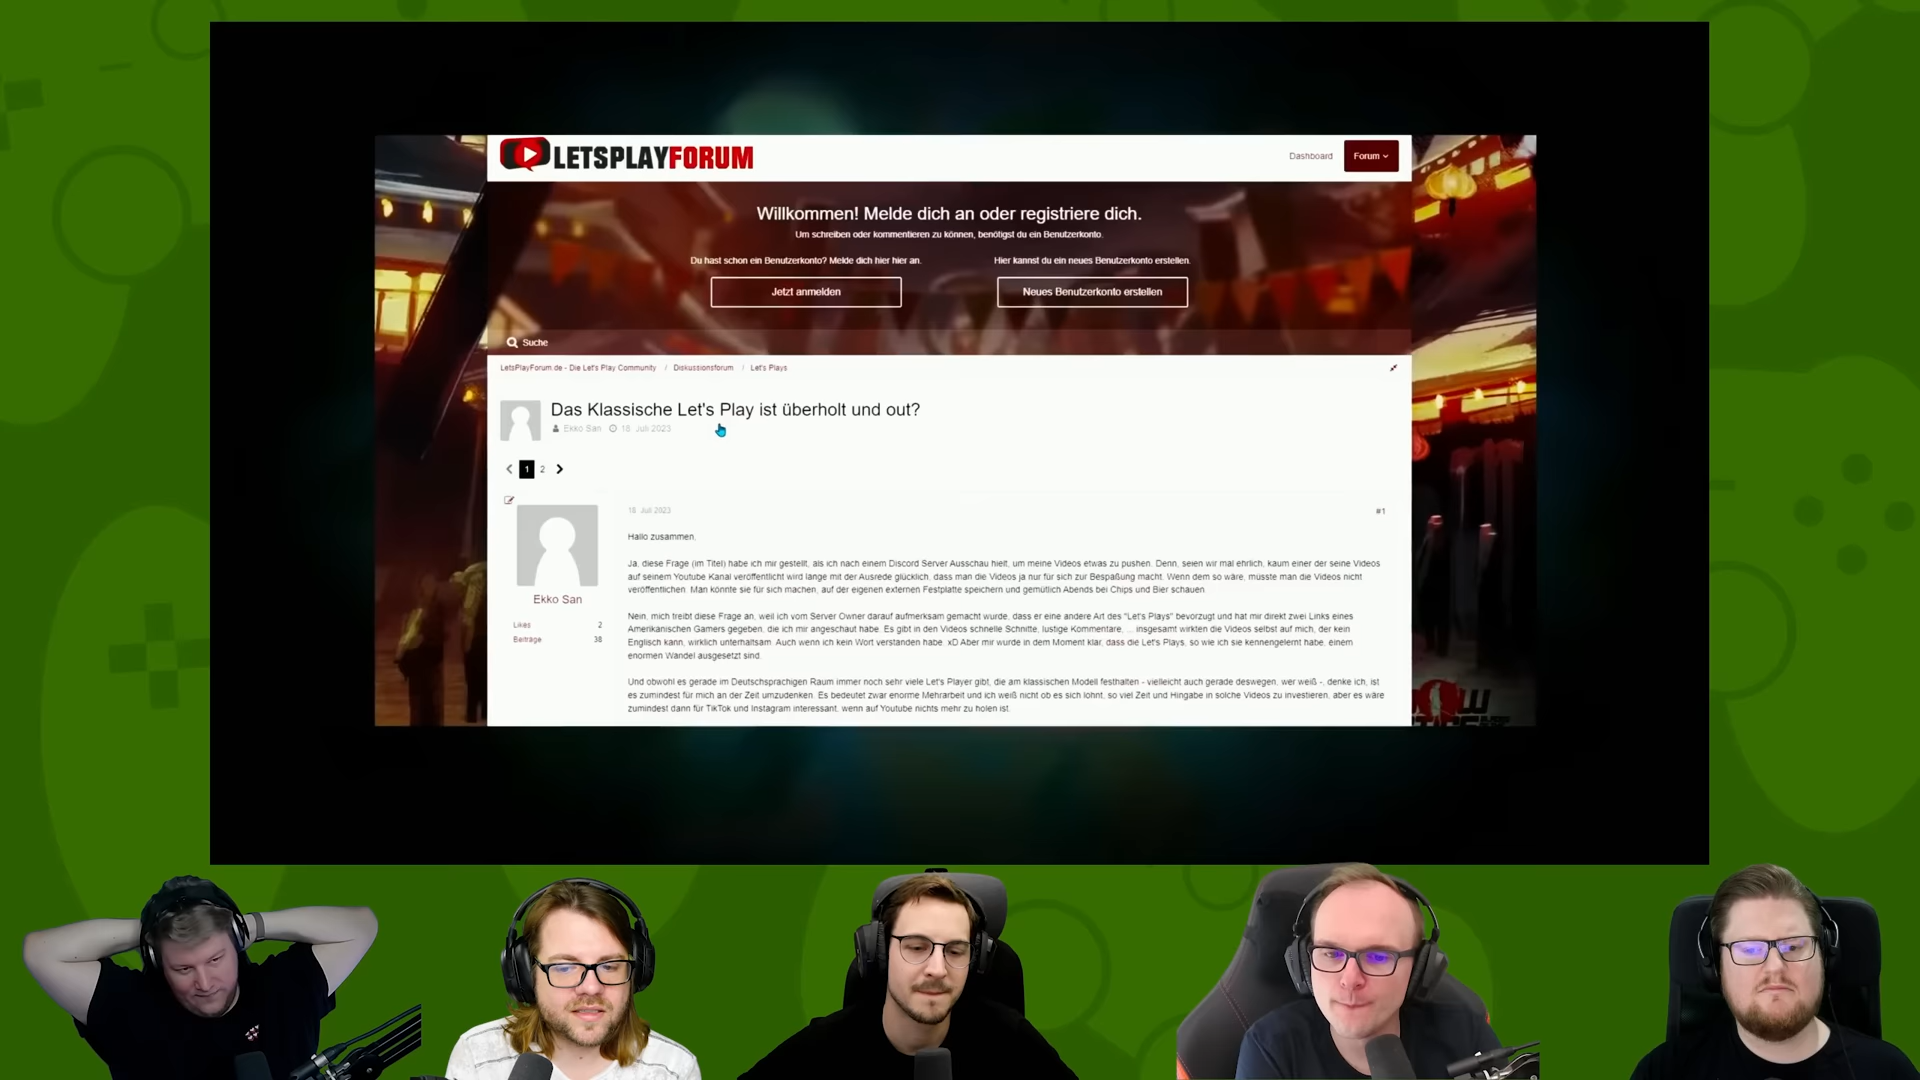 LETSPLAYFORUM
Dashboard
Forum
Willkommen! Melde dich an oder registriere dich.
Um schreiben oder kommentieren zu können, benötigst du ein Benutzerkonto.
Du hast schon ein Benutzerkonto? Melde dich hier hier an.
Hier kannst du ein neues Benutzerkonto erstellen.
Jetzt anmelden
Neues Benutzerkonto erstellen
Suche
LetsPlayForum.de - Die Let's Play Community / Diskussionsforum / Let's Plays
Das Klassische Let's Play ist überholt und out?
Ekko San 18. Juli 2023
1 2
18. Juli 2023
#1
Hallo zusammen,
Ja, diese Frage (im Titel) habe ich mir gestellt, als ich nach einem Discord Server Ausschau hielt, um meine Videos etwas zu pushen. Denn, seien wir mal ehrlich, kaum einer der seine Videos
auf seinem Youtube Kanal veröffentlicht wird lange mit der Ausrede glücklich, dass man die Videos ja nur für sich zur Bespaßung macht. Wenn dem so wäre, müsste man die Videos nicht
veröffentlichen. Man könnte sie für sich machen, auf der eigenen externen Festplatte speichern und gemütlich Abends bei Chips und Bier schauen.
Ekko San
Likes 2
Beiträge 38
Nein, mich treibt diese Frage an, weil ich vom Server Owner darauf aufmerksam gemacht wurde, dass er eine andere Art des "Let's Plays" bevorzugt und hat mir direkt zwei Links eines
Amerikanischen Gamers gegeben, die ich mir angeschaut habe. Es gibt in den Videos schnelle Schnitte, lustige Kommentare, ... insgesamt wirkten die Videos selbst auf mich, der kein
Englisch kann, wirklich unterhaltsam. Auch wenn ich kein Wort verstanden habe. xD Aber mir wurde in dem Moment klar, dass die Let's Plays, so wie ich sie kennengelernt habe, einem
enormen Wandel ausgesetzt sind.
Und obwohl es gerade im Deutschsprachigen Raum immer noch sehr viele Let's Player gibt, die am klassischen Modell festhalten - vielleicht auch gerade deswegen, wer weiß -, denke ich, ist
es zumindest für mich an der Zeit umzudenken. Es bedeutet zwar enorme Mehrarbeit und ich weiß nicht ob es sich lohnt, so viel Zeit und Hingabe in solche Videos zu investieren, aber es wäre
zumindest dann für TikTok und Instagram interessant, wenn auf Youtube nichts mehr zu holen ist.